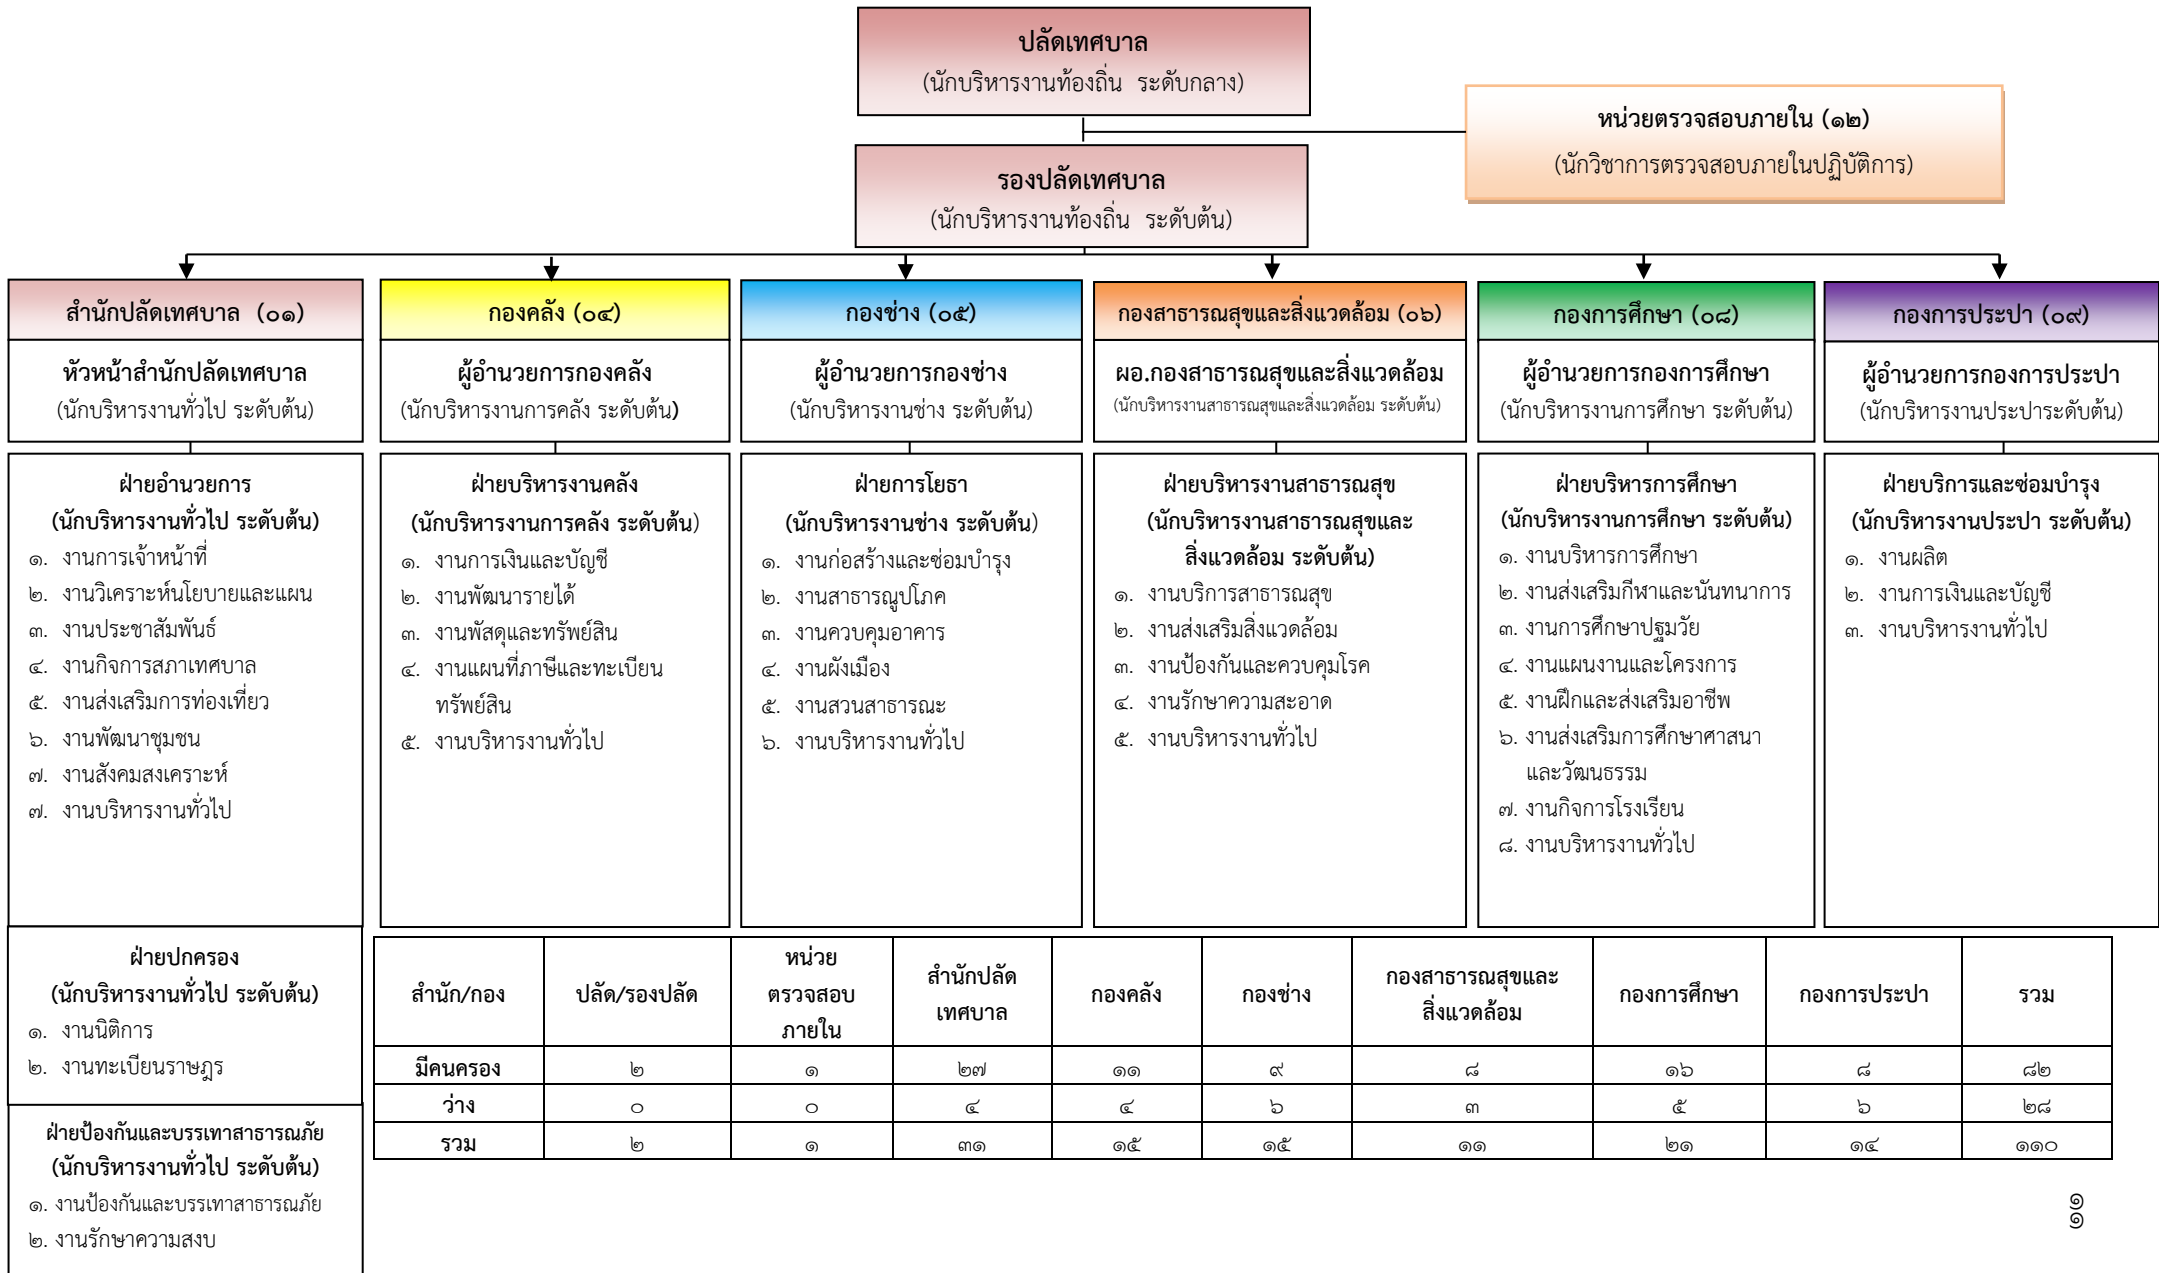 ปลัดเทศบาล
(นักบริหารงานท้องถิ่น ระดับกลาง)
หน่วยตรวจสอบภายใน (๑๒)
(นักวิชาการตรวจสอบภายในปฏิบัติการ)
รองปลัดเทศบาล
(นักบริหารงานท้องถิ่น ระดับต้น)
สำนักปลัดเทศบาล (๐๑)
หัวหน้าสำนักปลัดเทศบาล
(นักบริหารงานทั่วไป ระดับต้น)
ฝ่ายอำนวยการ
(นักบริหารงานทั่วไป ระดับต้น)
๑. งานการเจ้าหน้าที่
๒. งานวิเคราะห์นโยบายและแผน
๓. งานประชาสัมพันธ์
๔. งานกิจการสภาเทศบาล
๕. งานส่งเสริมการท่องเที่ยว
๖. งานพัฒนาชุมชน
๗. งานสังคมสงเคราะห์
๗. งานบริหารงานทั่วไป
ฝ่ายปกครอง
(นักบริหารงานทั่วไป ระดับต้น)
๑. งานนิติการ
๒. งานทะเบียนราษฎร
ฝ่ายป้องกันและบรรเทาสาธารณภัย
(นักบริหารงานทั่วไป ระดับต้น)
๑. งานป้องกันและบรรเทาสาธารณภัย
๒. งานรักษาความสงบ
กองคลัง (๐๔)
ผู้อำนวยการกองคลัง
(นักบริหารงานการคลัง ระดับต้น)
ฝ่ายบริหารงานคลัง
(นักบริหารงานการคลัง ระดับต้น)
๑. งานการเงินและบัญชี
๒. งานพัฒนารายได้
๓. งานพัสดุและทรัพย์สิน
๔. งานแผนที่ภาษีและทะเบียน
ทรัพย์สิน
๕. งานบริหารงานทั่วไป
กองช่าง (๐๕)
ผู้อำนวยการกองช่าง
(นักบริหารงานช่าง ระดับต้น)
ฝ่ายการโยธา
(นักบริหารงานช่าง ระดับต้น)
๑. งานก่อสร้างและซ่อมบำรุง
๒. งานสาธารณูปโภค
๓. งานควบคุมอาคาร
๔. งานผังเมือง
๕. งานสวนสาธารณะ
๖. งานบริหารงานทั่วไป
กองสาธารณสุขและสิ่งแวดล้อม (๐๖)
ผอ.กองสาธารณสุขและสิ่งแวดล้อม
(นักบริหารงานสาธารณสุขและสิ่งแวดล้อม ระดับต้น)
ฝ่ายบริหารงานสาธารณสุข
(นักบริหารงานสาธารณสุขและ
สิ่งแวดล้อม ระดับต้น)
๑. งานบริการสาธารณสุข
๒. งานส่งเสริมสิ่งแวดล้อม
๓. งานป้องกันและควบคุมโรค
๔. งานรักษาความสะอาด
๕. งานบริหารงานทั่วไป
กองการศึกษา (๐๘)
ผู้อำนวยการกองการศึกษา
(นักบริหารงานการศึกษา ระดับต้น)
ฝ่ายบริหารการศึกษา
(นักบริหารงานการศึกษา ระดับต้น)
๑. งานบริหารการศึกษา
๒. งานส่งเสริมกีฬาและนันทนาการ
๓. งานการศึกษาปฐมวัย
๔. งานแผนงานและโครงการ
๕. งานฝึกและส่งเสริมอาชีพ
๖. งานส่งเสริมการศึกษาศาสนา
และวัฒนธรรม
๗. งานกิจการโรงเรียน
๘. งานบริหารงานทั่วไป
กองการประปา (๐๙)
ผู้อำนวยการกองการประปา
(นักบริหารงานประปาระดับต้น)
ฝ่ายบริการและซ่อมบำรุง
(นักบริหารงานประปา ระดับต้น)
๑. งานผลิต
๒. งานการเงินและบัญชี
๓. งานบริหารงานทั่วไป
สำนัก/กอง ปลัด/รองปลัด หน่วยตรวจสอบภายใน สำนักปลัดเทศบาล กองคลัง กองช่าง กองสาธารณสุขและสิ่งแวดล้อม กองการศึกษา กองการประปา รวม
มีคนครอง ๒ ๑ ๒๗ ๑๑ ๙ ๘ ๑๖ ๘ ๘๒
ว่าง ๐ ๐ ๔ ๔ ๖ ๓ ๕ ๖ ๒๘
รวม ๒ ๑ ๓๑ ๑๕ ๑๕ ๑๑ ๒๑ ๑๔ ๑๑๐
๑๑